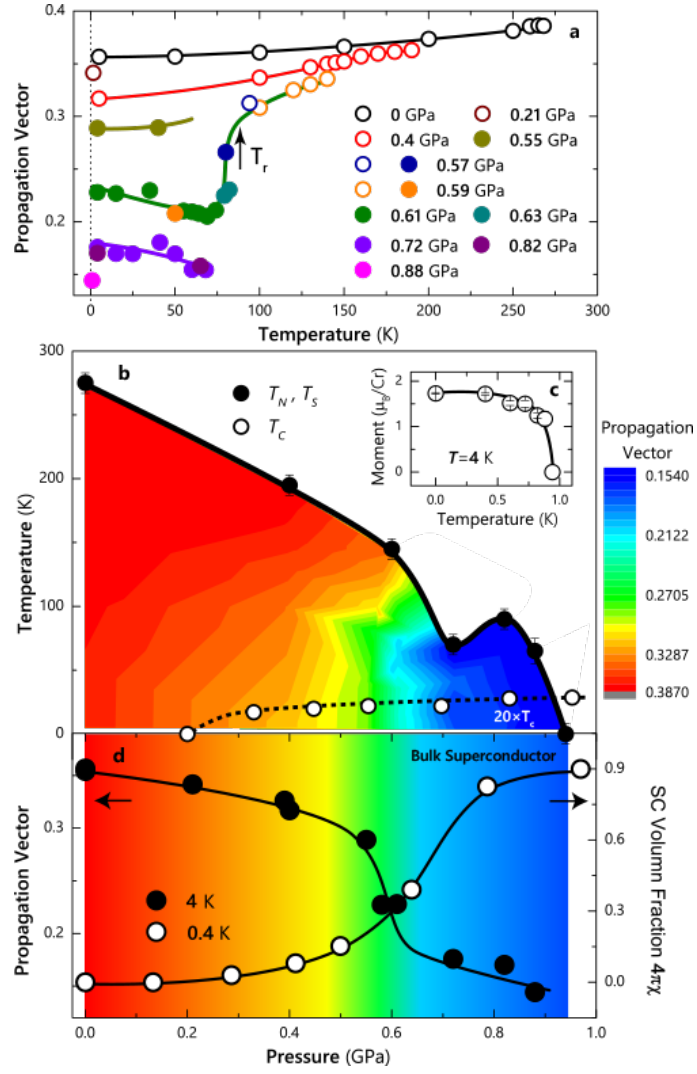 0.4
a
0.3
0.2
Propagation Vector
0 GPa
0.21 GPa
0.4 GPa
0.55 GPa
0.57 GPa
0.59 GPa
0.61 GPa
0.63 GPa
0.72 GPa
0.82 GPa
0.88 GPa
Tr
0 50 100 150 200 250 300
Temperature (K)
300
b
TN , TS
TC
c
2
1
0
Moment (μB/Cr)
T=4 K
0.0 0.5 1.0
Temperature (K)
Propagation
Vector
0.1540
0.2122
0.2705
0.3287
0.3870
200
100
0
Temperature (K)
20×Tc
d
Bulk Superconductor
0.3
0.2
Propagation Vector
4 K
0.4 K
0.9
0.6
0.3
0.0
SC Volumn Fraction 4πχ
0.0 0.2 0.4 0.6 0.8 1.0
Pressure (GPa)